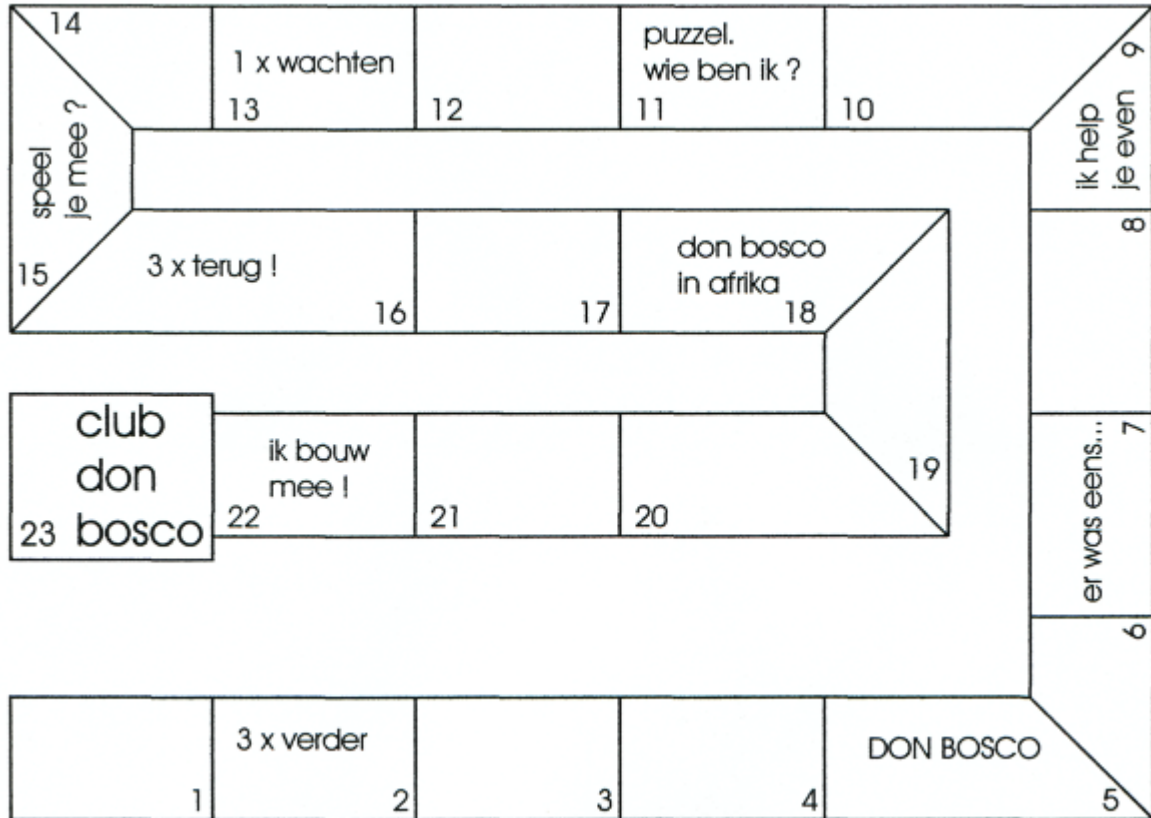 14
1 x wachten
13
12
puzzel.
wie ben ik ?
11
10
9
ik help
je even
speel
je mee ?
15
3 x terug !
16
17
don bosco
in afrika
18
8
club
don
23 bosco
ik bouw
mee !
22
21
20
19
7
er was eens...
6
1
3 x verder
2
3
4
DON BOSCO
5